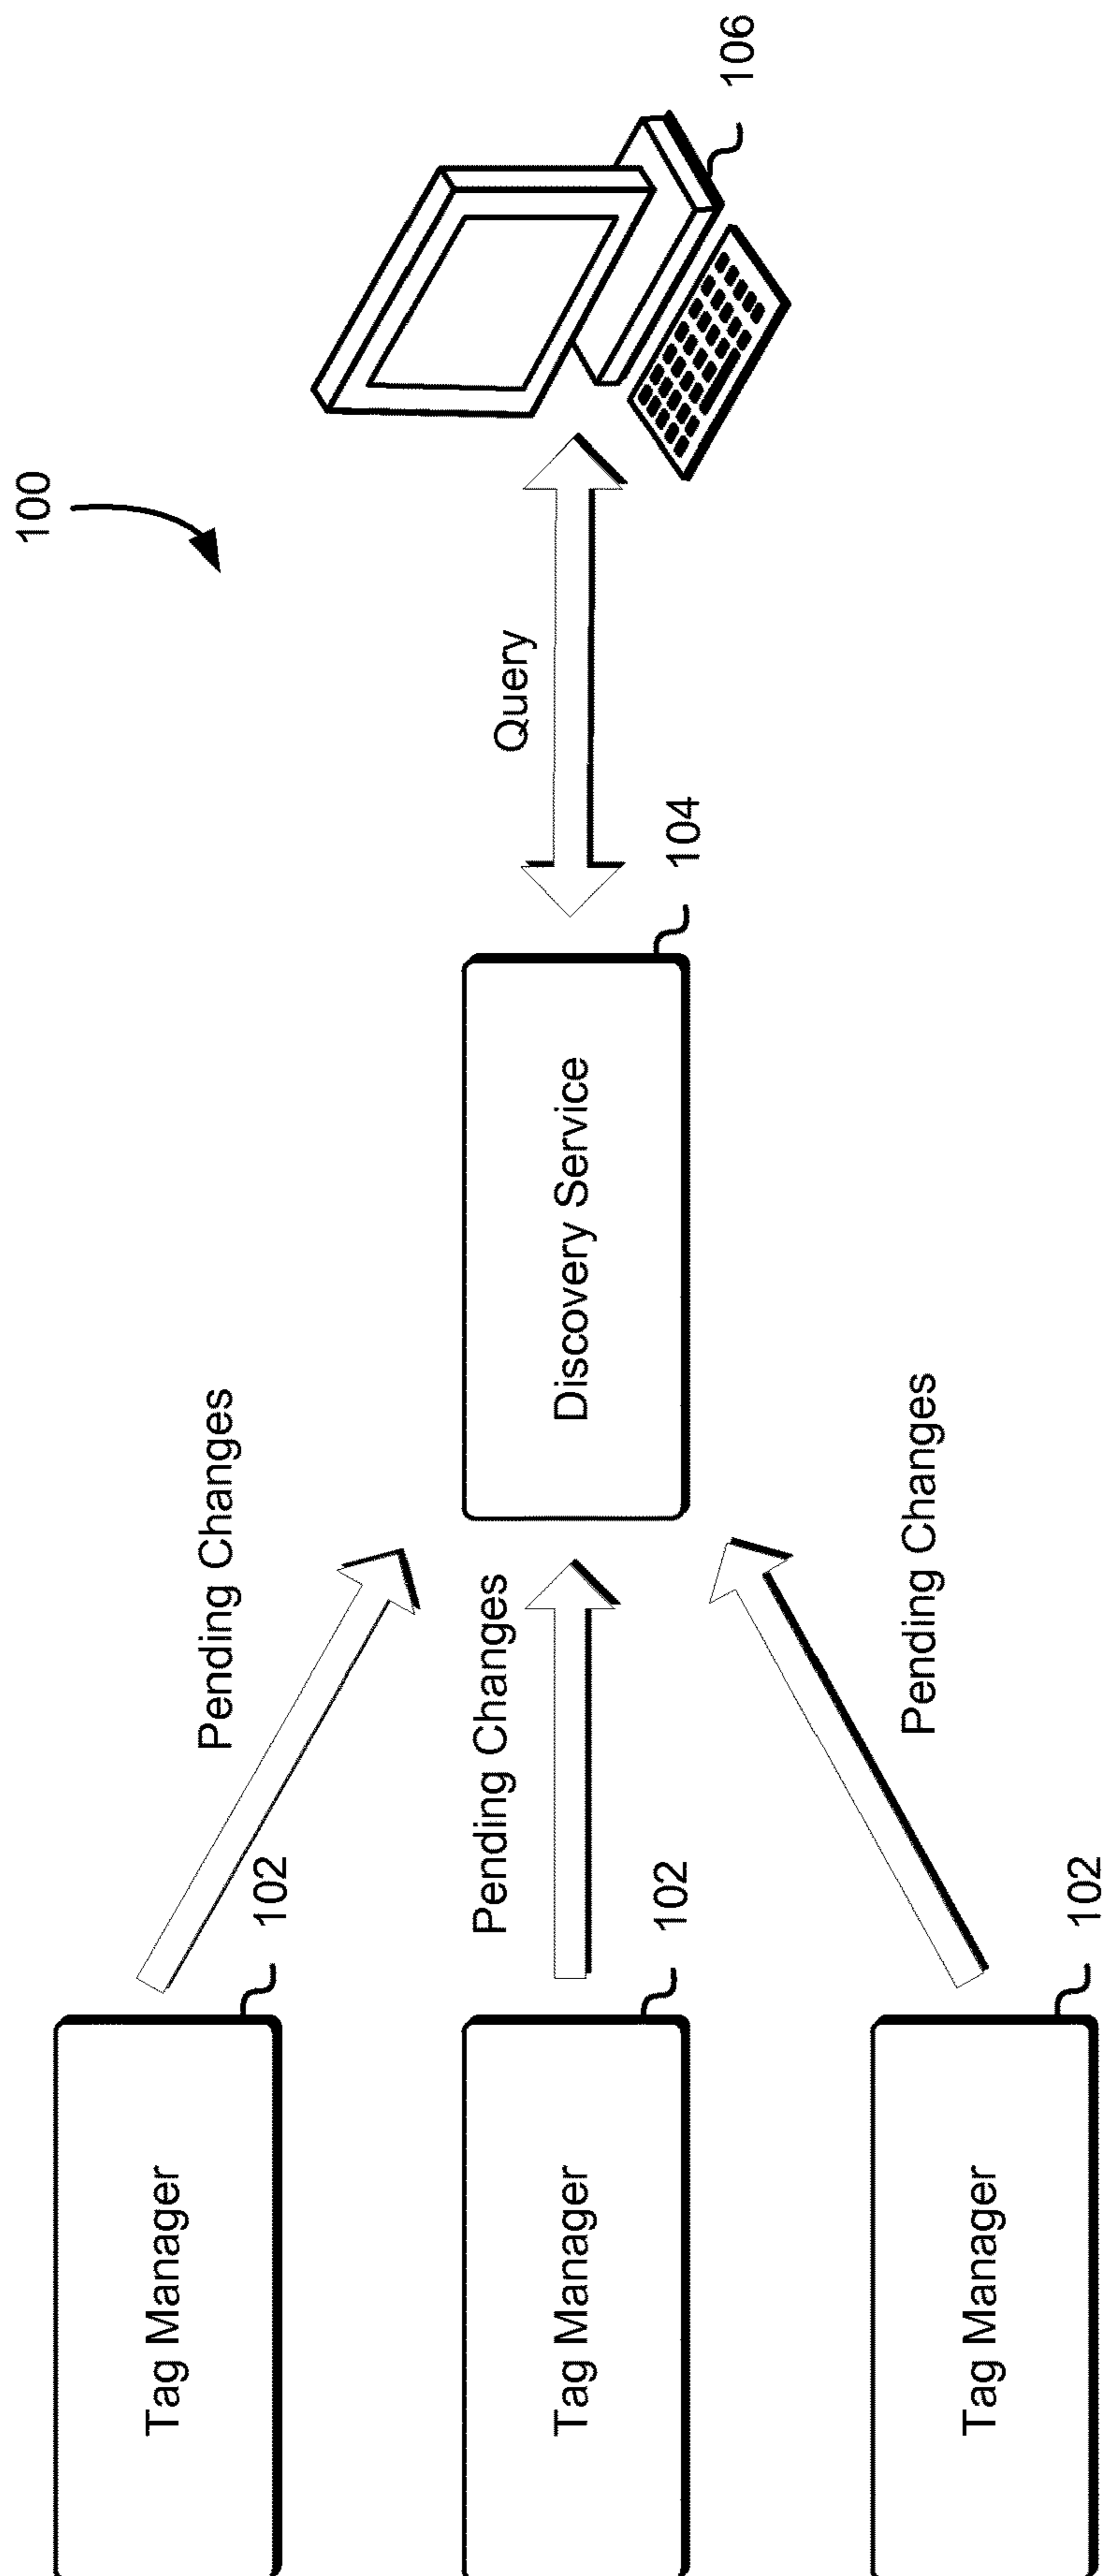 100
Tag Manager
102
Pending Changes
Tag Manager
102
Pending Changes
Discovery Service
104
Query
106
Tag Manager
102
Pending Changes